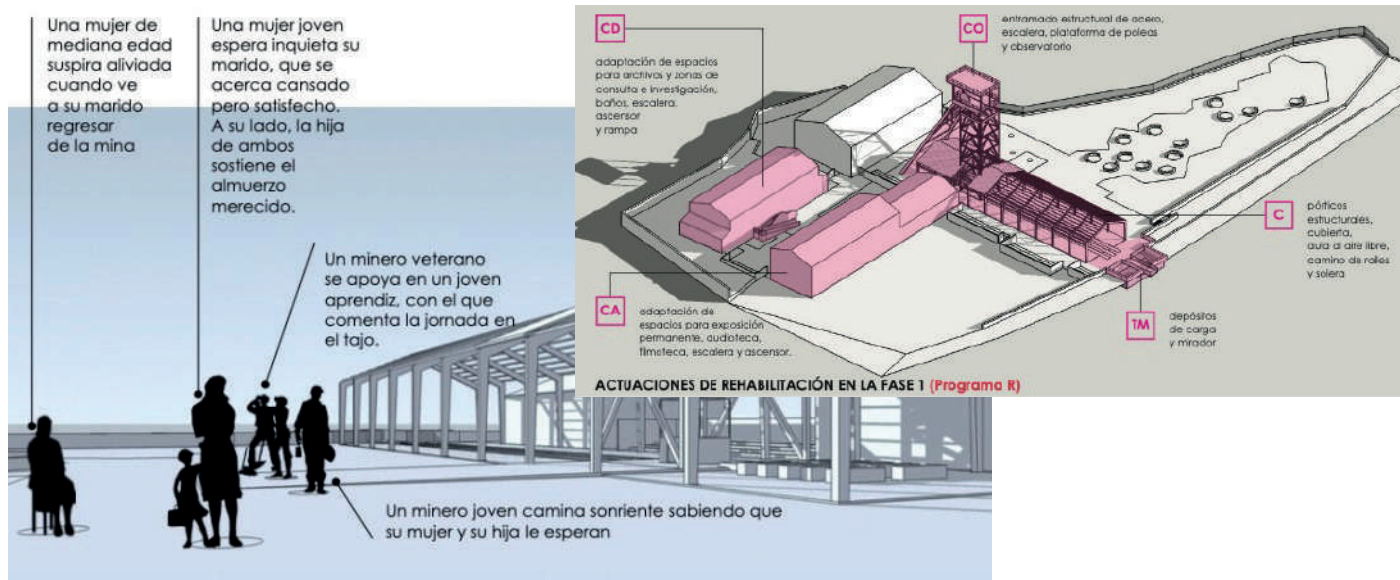 Una mujer de
mediana edad
suspira aliviada
cuando ve
a su marido
regresar
de la mina
Una mujer joven
espera inquieta su
marido, que se
acerca cansado
pero satisfecho.
A su lado, la hija
de ambos
sostiene el
almuerzo
merecido.
Un minero veterano
se apoya en un joven
aprendiz, con el que
comenta la jornada en
el tajo.
Un minero joven camina sonriente sabiendo que
su mujer y su hija le esperan
CD
adaptación de espacios
para archivos y zonas de
consulta e investigación,
baños, escalera,
ascensor
y rampa
CO
entramado estructural de acero,
escalera, plataforma de poleas
y observatorio
C
pórticos
estructurales,
cubierta,
aula al aire libre,
camino de raíles
y solera
CA
adaptación de
espacios para exposición
permanente, audioteca,
filmoteca, escalera y ascensor.
TM
depósitos
de carga
y mirador
ACTUACIONES DE REHABILITACIÓN EN LA FASE 1 (Programa R)